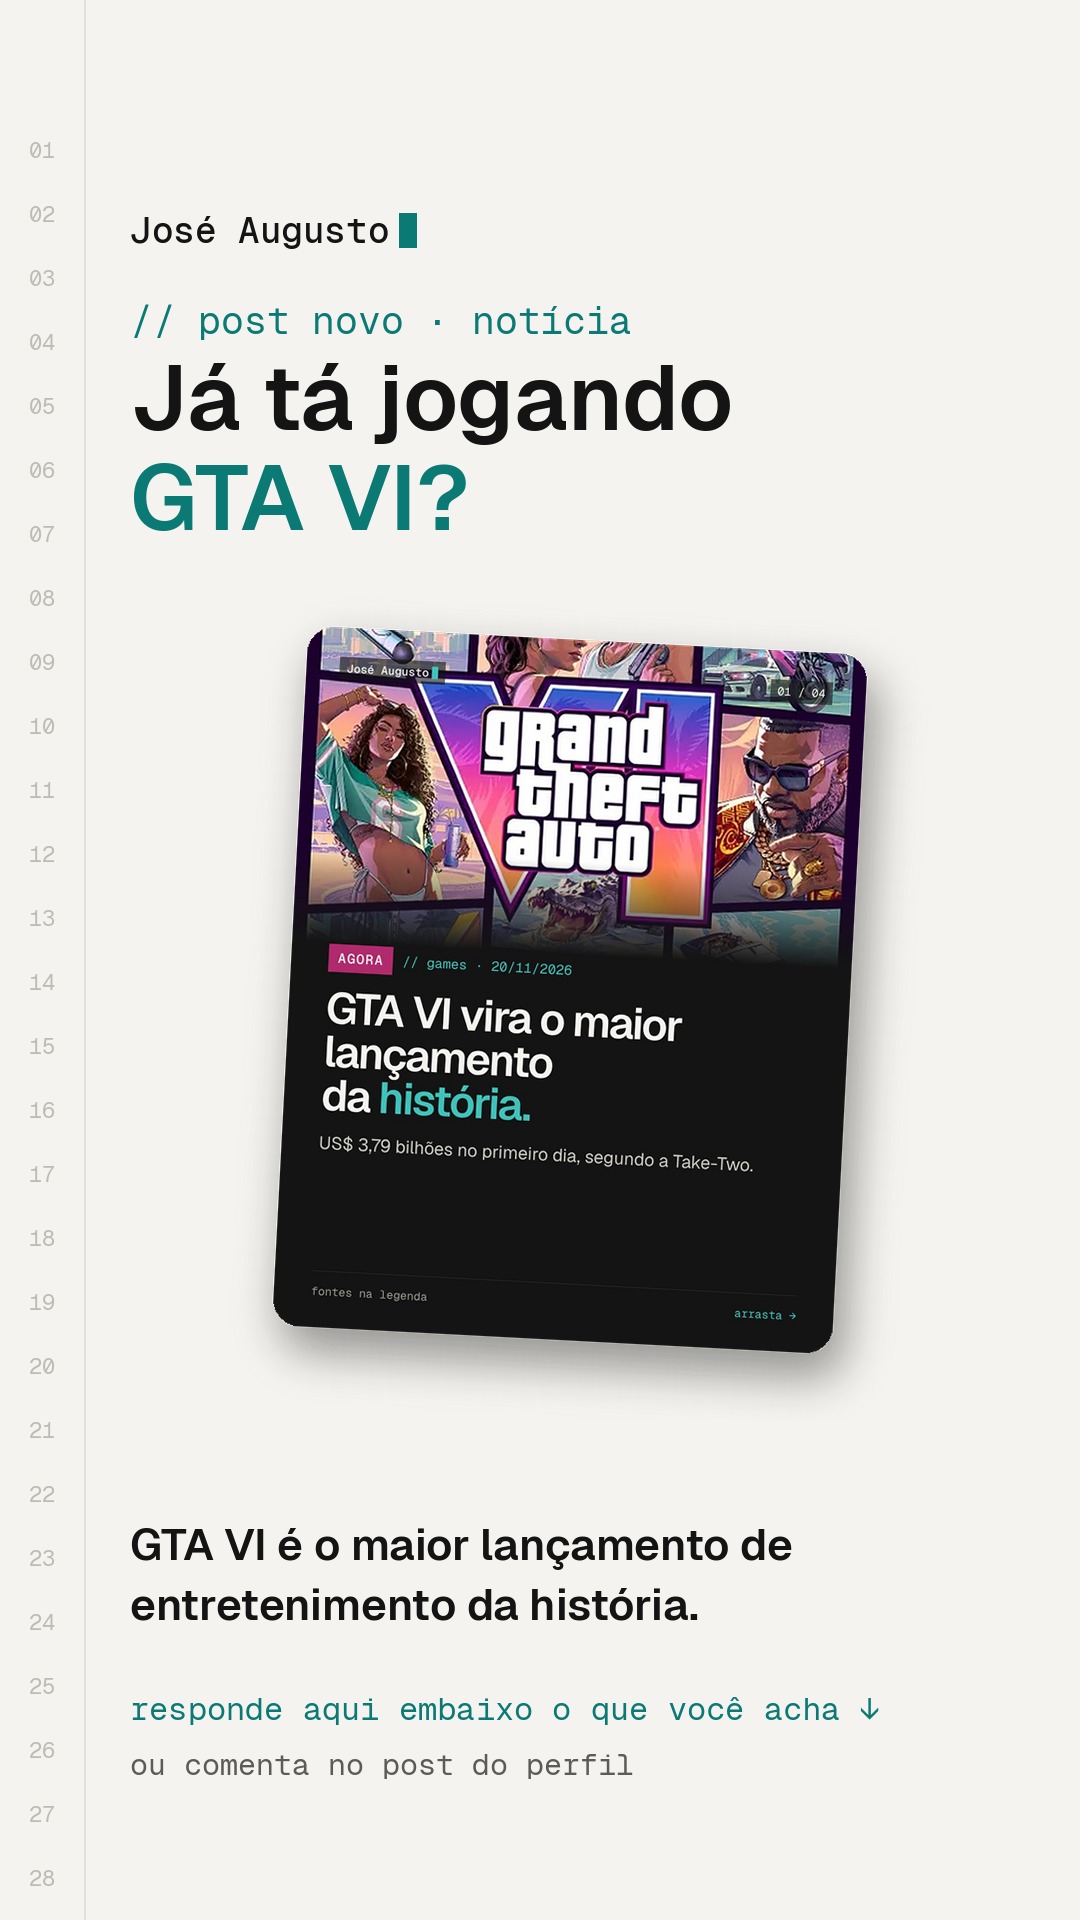 01
02
José Augusto
03
// post novo · notícia
04
Já tá jogando
05
06
GTA VI?
07
08
09
José Augusto
01 / 04
10
grand
11
theft
12
auto
VI
13
AGORA // games · 20/11/2026
14
GTA VI vira o maior
15
lançamento
16
da história.
17
US$ 3,79 bilhões no primeiro dia, segundo a Take-Two.
18
19
fontes na legenda
arrasta →
20
21
22
23
GTA VI é o maior lançamento de
24
entretenimento da história.
25
responde aqui embaixo o que você acha ↓
26
ou comenta no post do perfil
27
28